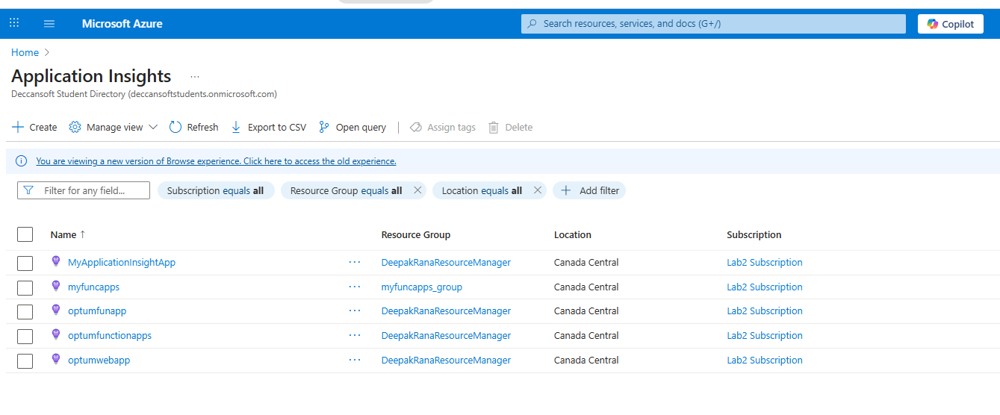 Microsoft Azure
Search resources, services, and docs (G+/)
Copilot
Home
Application Insights ...
Deccansoft Student Directory (deccansoftstudents.onmicrosoft.com)
Create Manage view Refresh Export to CSV Open query Assign tags Delete
You are viewing a new version of Browse experience. Click here to access the old experience.
Filter for any field... Subscription equals all Resource Group equals all Location equals all Add filter
Name ↑ Resource Group Location Subscription
MyApplicationInsightApp ... DeepakRanaResourceManager Canada Central Lab2 Subscription
myfuncapps ... myfuncapps_group Canada Central Lab2 Subscription
optumfunapp ... DeepakRanaResourceManager Canada Central Lab2 Subscription
optumfunctionapps ... DeepakRanaResourceManager Canada Central Lab2 Subscription
optumwebapp ... DeepakRanaResourceManager Canada Central Lab2 Subscription